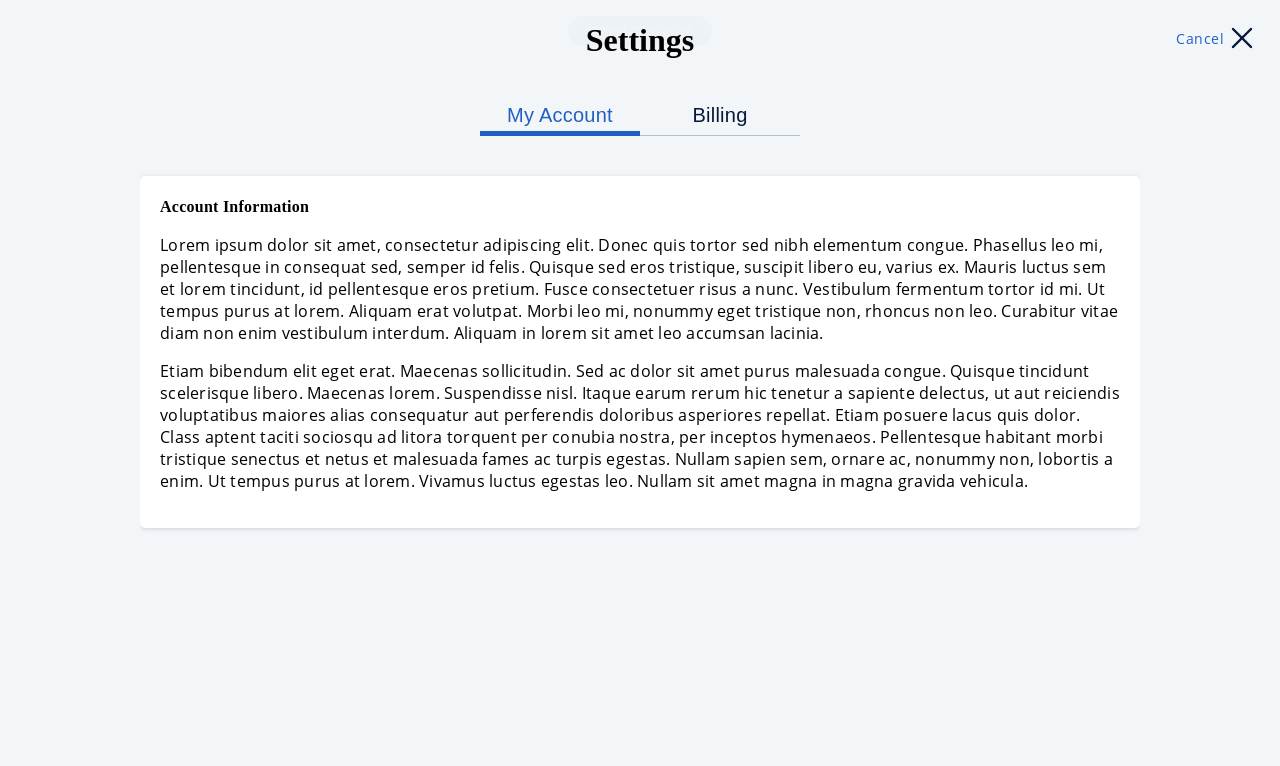 Settings
Cancel
My Account
Billing
Account Information
Lorem ipsum dolor sit amet, consectetur adipiscing elit. Donec quis tortor sed nibh elementum congue. Phasellus leo mi,
pellentesque in consequat sed, semper id felis. Quisque sed eros tristique, suscipit libero eu, varius ex. Mauris luctus sem
et lorem tincidunt, id pellentesque eros pretium. Fusce consectetuer risus a nunc. Vestibulum fermentum tortor id mi. Ut
tempus purus at lorem. Aliquam erat volutpat. Morbi leo mi, nonummy eget tristique non, rhoncus non leo. Curabitur vitae
diam non enim vestibulum interdum. Aliquam in lorem sit amet leo accumsan lacinia.
Etiam bibendum elit eget erat. Maecenas sollicitudin. Sed ac dolor sit amet purus malesuada congue. Quisque tincidunt
scelerisque libero. Maecenas lorem. Suspendisse nisl. Itaque earum rerum hic tenetur a sapiente delectus, ut aut reiciendis
voluptatibus maiores alias consequatur aut perferendis doloribus asperiores repellat. Etiam posuere lacus quis dolor.
Class aptent taciti sociosqu ad litora torquent per conubia nostra, per inceptos hymenaeos. Pellentesque habitant morbi
tristique senectus et netus et malesuada fames ac turpis egestas. Nullam sapien sem, ornare ac, nonummy non, lobortis a
enim. Ut tempus purus at lorem. Vivamus luctus egestas leo. Nullam sit amet magna in magna gravida vehicula.